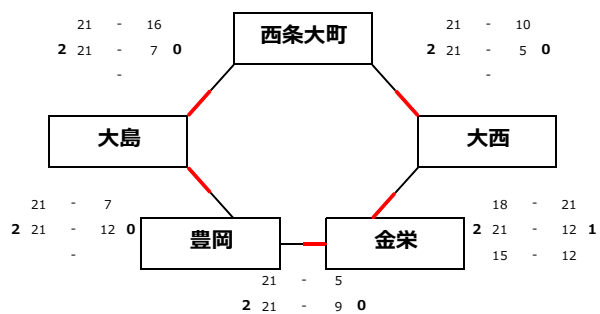 21 - 16
2 21 - 7 0
-
西条大町
21 - 10
2 21 - 5 0
-
大島
大西
21 - 7
2 21 - 12 0
-
豊岡
金栄
18 - 21
2 21 - 12 1
15 - 12
21 - 5
2 21 - 9 0